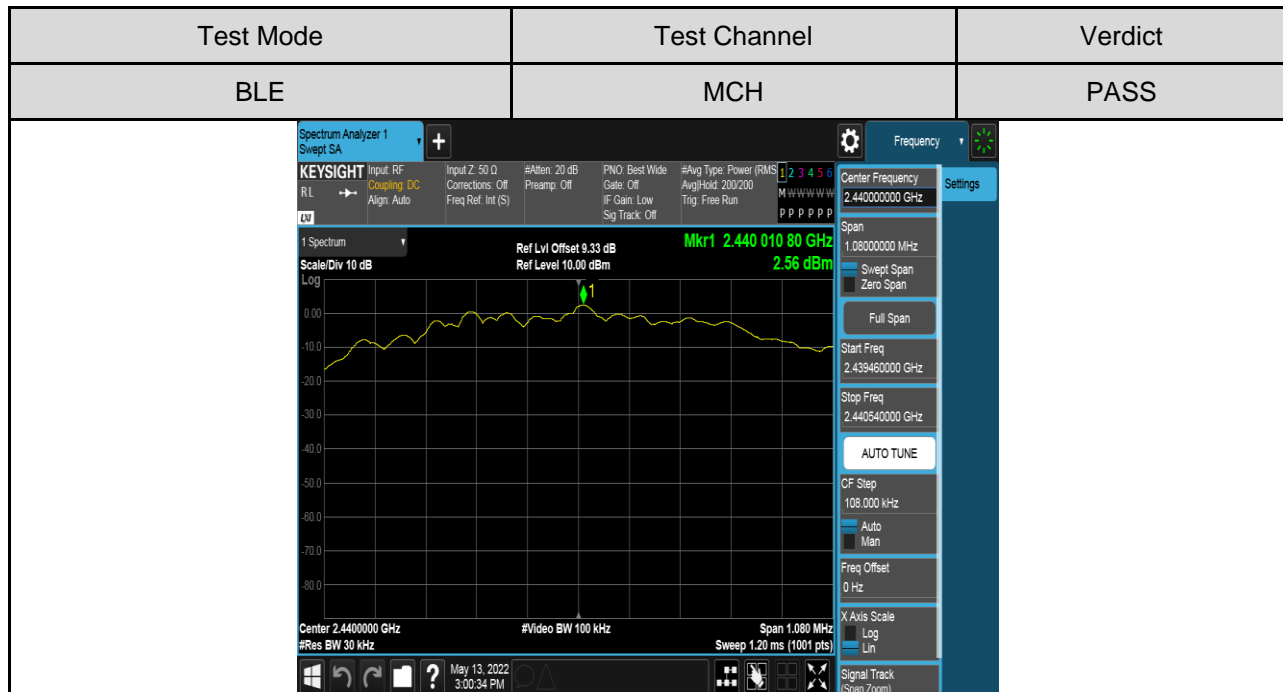 Test Mode Test Channel Verdict
BLE MCH PASS
Spectrum Analyzer 1
Swept SA
+
Frequency
KEYSIGHT Input: RF Input Z: 50 Ω #Atten: 20 dB PNO: Best Wide #Avg Type: Power (RMS 1 2 3 4 5 6
R L Coupling: DC Corrections: Off Preamp: Off Gate: Off Avg|Hold: 200/200 M W W W W W
Align: Auto Freq Ref: Int (S) IF Gain: Low Trig: Free Run
LXI Sig Track: Off P P P P P P
Center Frequency
2.440000000 GHz
Settings
1 Spectrum Ref Lvl Offset 9.33 dB Mkr1 2.440 010 80 GHz
Scale/Div 10 dB Ref Level 10.00 dBm 2.56 dBm
Log
1
0.00
-10.0
-20.0
-30.0
-40.0
-50.0
-60.0
-70.0
-80.0
Center 2.4400000 GHz #Video BW 100 kHz Span 1.080 MHz
#Res BW 30 kHz Sweep 1.20 ms (1001 pts)
Span
1.08000000 MHz
Swept Span
Zero Span
Full Span
Start Freq
2.439460000 GHz
Stop Freq
2.440540000 GHz
AUTO TUNE
CF Step
108.000 kHz
Auto
Man
Freq Offset
0 Hz
X Axis Scale
Log
Lin
Signal Track
(Span Zoom)
? May 13, 2022
3:00:34 PM